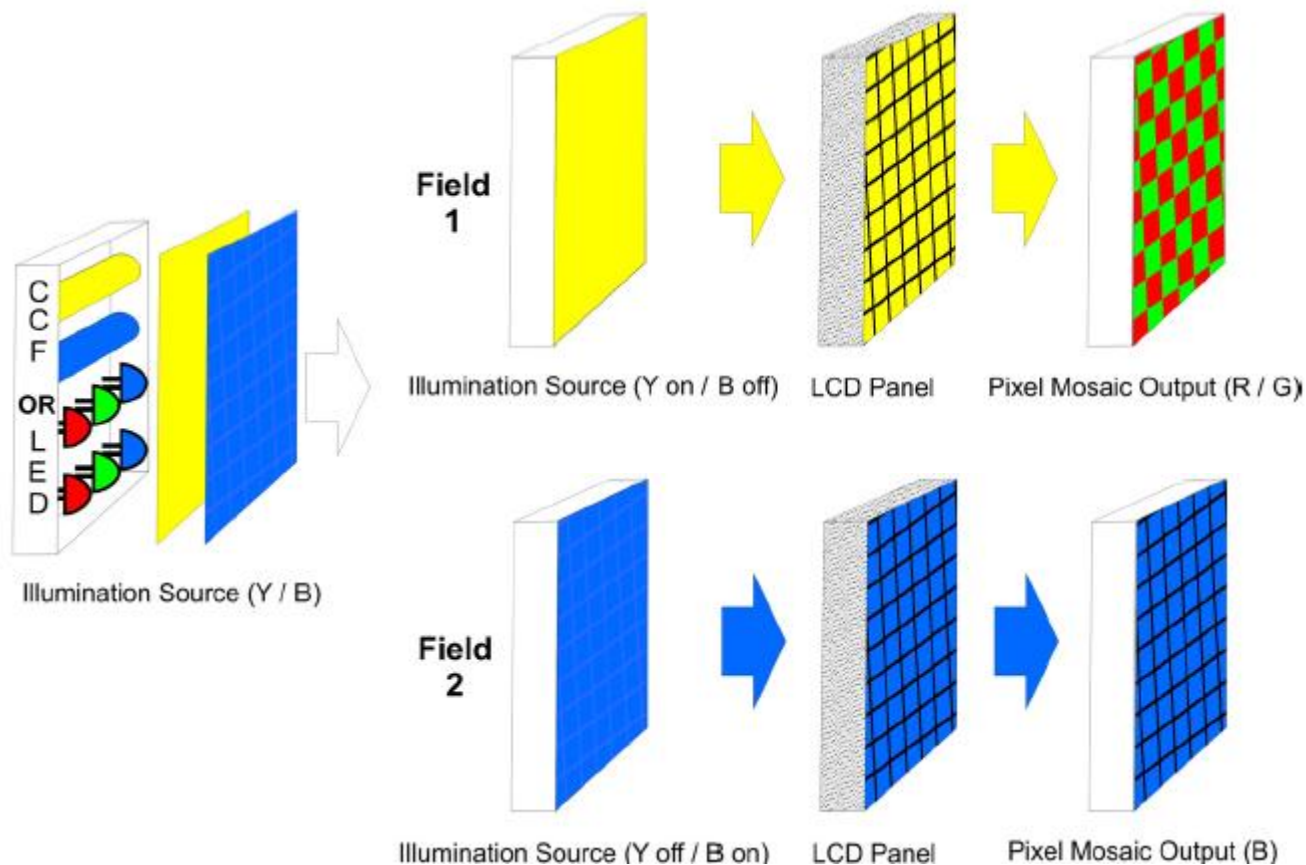 C
C
F
OR
L
E
D
Illumination Source (Y / B)
Field
1
Illumination Source (Y on / B off)
LCD Panel
Pixel Mosaic Output (R / G)
Field
2
Illumination Source (Y off / B on)
LCD Panel
Pixel Mosaic Output (B)